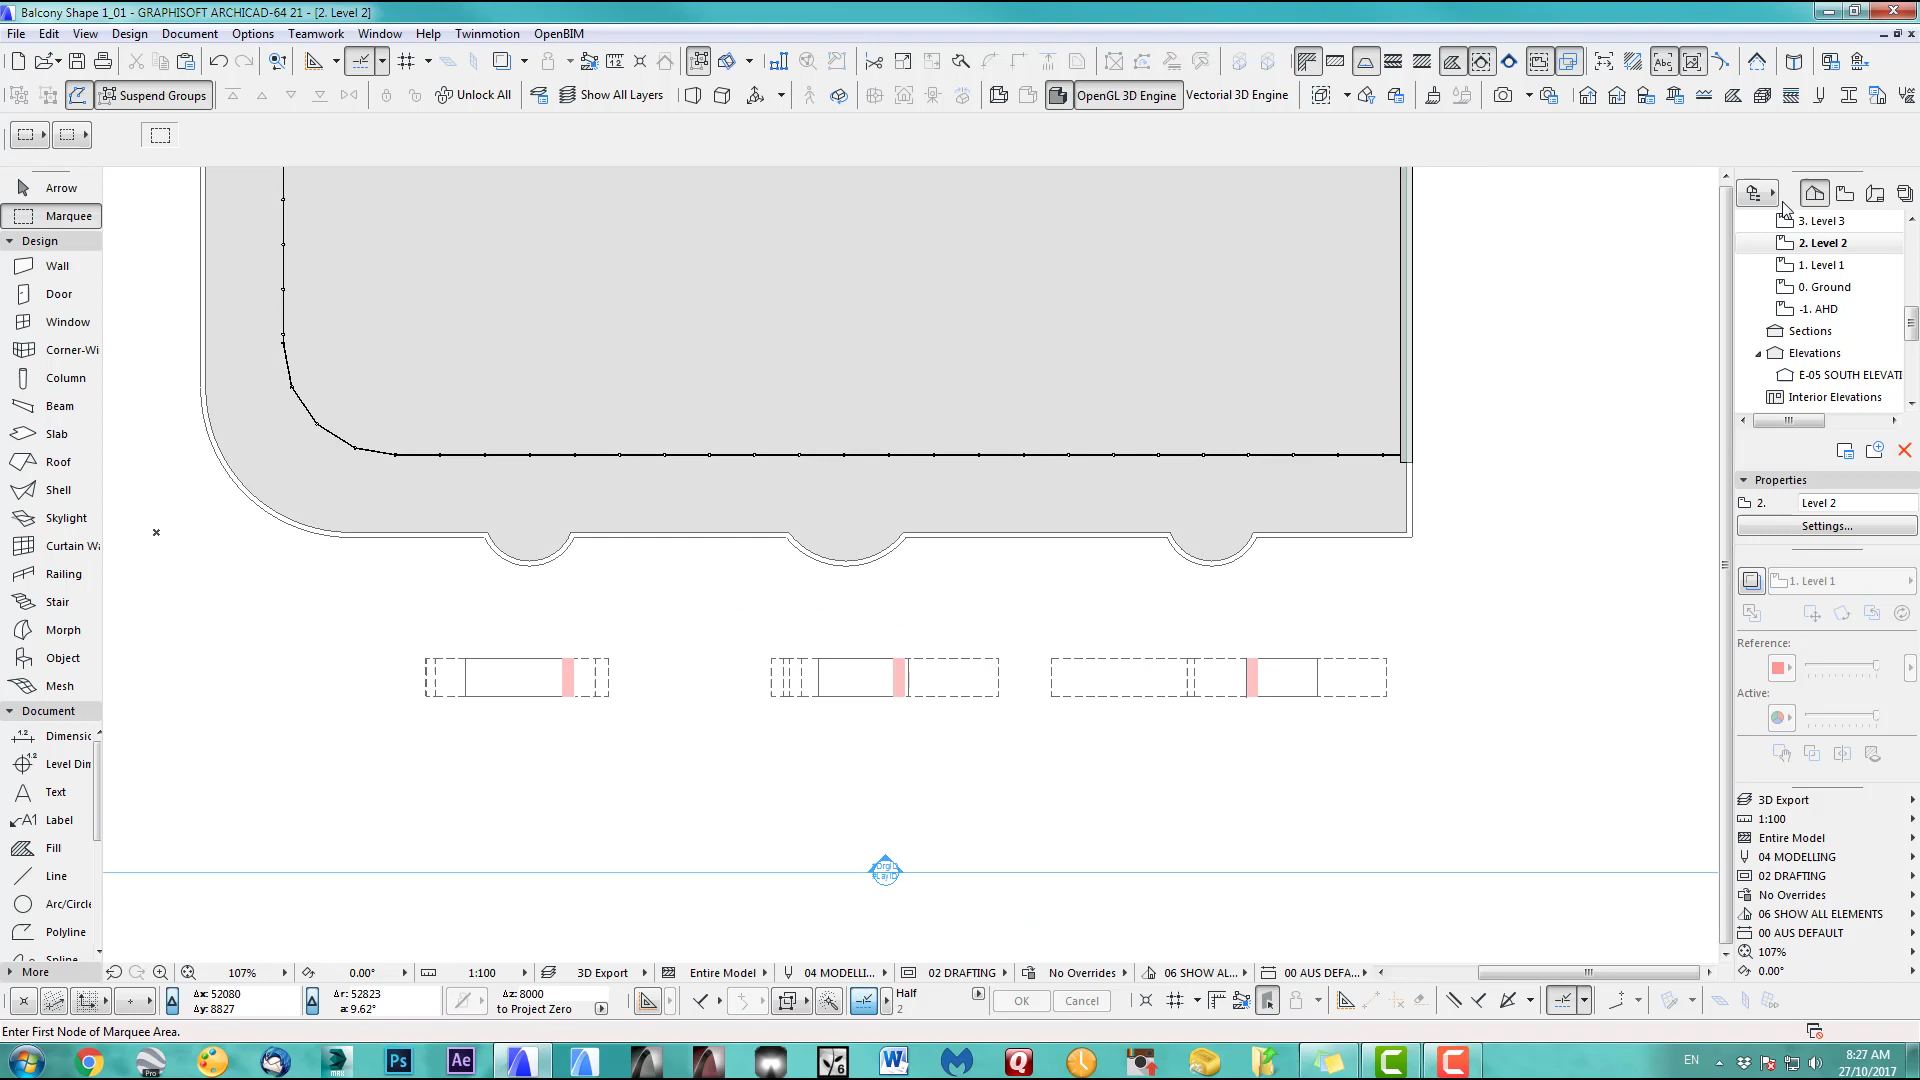 Balcony Shape 1_01 - GRAPHISOFT ARCHICAD-64 21 - [2. Level 2]
File Edit View Design Document Options Teamwork Window Help Twinmotion OpenBIM
Suspend Groups
Unlock All
Show All Layers
OpenGL 3D Engine
Vectorial 3D Engine
Arrow
Marquee
Design
Wall
Door
Window
Corner-Wi
Column
Beam
Slab
Roof
Shell
Skylight
Curtain Wa
Railing
Stair
Morph
Object
Mesh
Document
Dimensic
Level Din
Text
Label
Fill
Line
Arc/Circle
Polyline
More
3. Level 3
2. Level 2
1. Level 1
0. Ground
-1. AHD
Sections
Elevations
E-05 SOUTH ELEVATI
Interior Elevations
Properties
2. Level 2
Settings...
1. Level 1
Reference:
Active:
3D Export
1:100
Entire Model
04 MODELLING
02 DRAFTING
No Overrides
06 SHOW ALL ELEMENTS
00 AUS DEFAULT
107%
0.00°
107% 0.00° 1:100 3D Export Entire Model 04 MODELLI... 02 DRAFTING No Overrides 06 SHOW AL... 00 AUS DEFA...
Δx: 52080 Δr: 52823 Δz: 8000 Half
Δy: 8827 a: 9.62° to Project Zero 2
OK Cancel
Enter First Node of Marquee Area.
EN
8:27 AM
27/10/2017